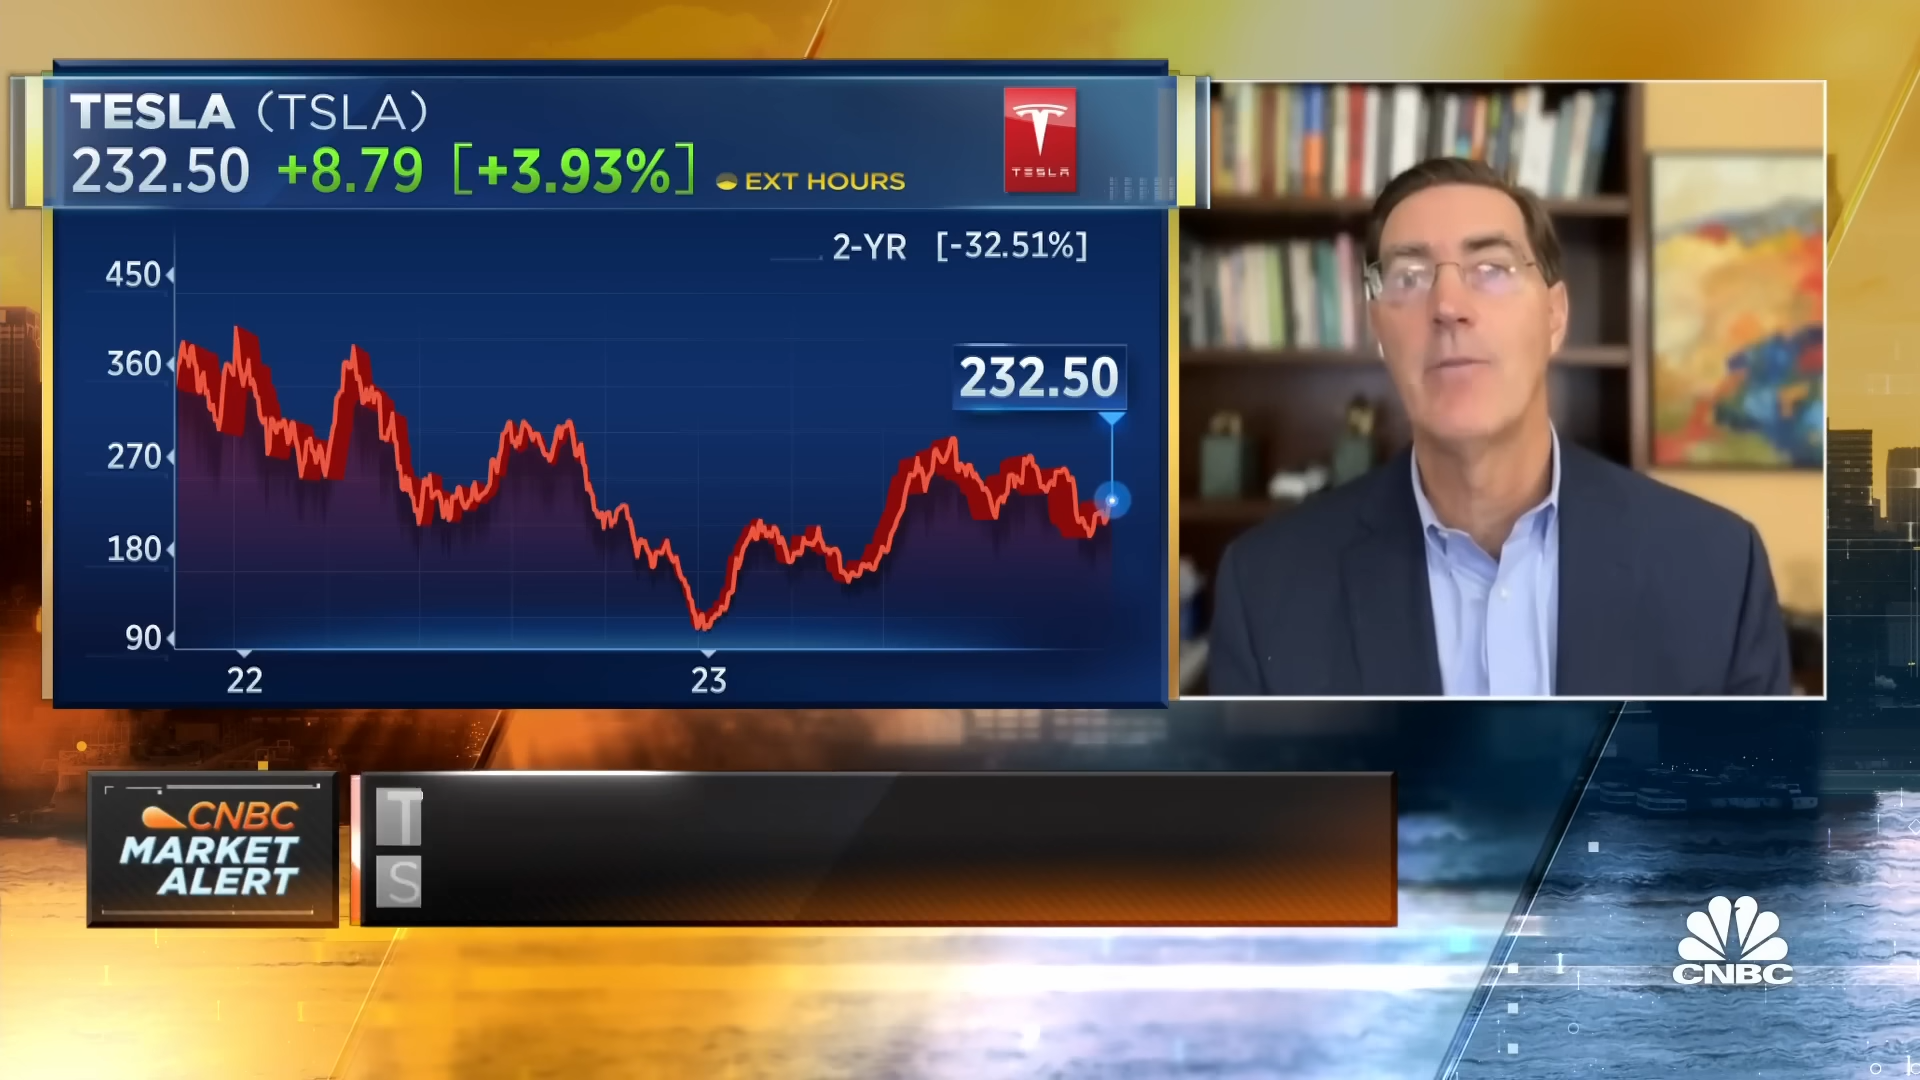 TESLA (TSLA)
232.50 +8.79 [+3.93%] EXT HOURS
TESLA
2-YR [-32.51%]
450
360
270
180
90
232.50
22 23
CNBC
MARKET
ALERT
T
S
CNBC